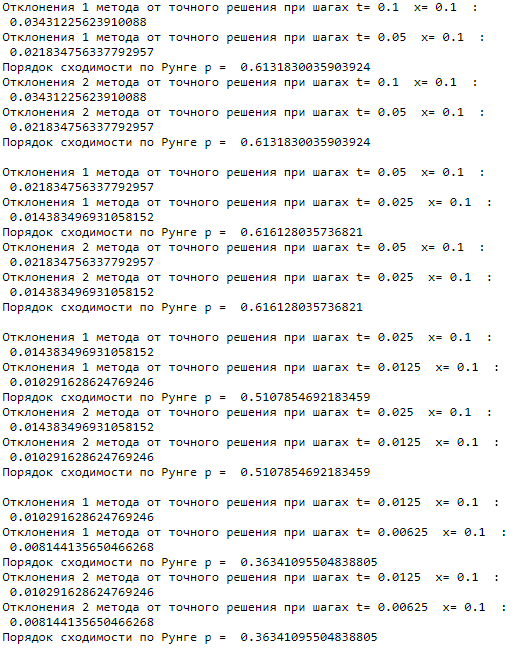 Отклонения 1 метода от точного решения при шагах t= 0.1  x= 0.1  :
0.03431225623910088
Отклонения 1 метода от точного решения при шагах t= 0.05  x= 0.1  :
0.021834756337792957
Порядок сходимости по Рунге p =  0.6131830035903924
Отклонения 2 метода от точного решения при шагах t= 0.1  x= 0.1  :
0.03431225623910088
Отклонения 2 метода от точного решения при шагах t= 0.05  x= 0.1  :
0.021834756337792957
Порядок сходимости по Рунге p =  0.6131830035903924
Отклонения 1 метода от точного решения при шагах t= 0.05  x= 0.1  :
0.021834756337792957
Отклонения 1 метода от точного решения при шагах t= 0.025  x= 0.1  :
0.014383496931058152
Порядок сходимости по Рунге p =  0.616128035736821
Отклонения 2 метода от точного решения при шагах t= 0.05  x= 0.1  :
0.021834756337792957
Отклонения 2 метода от точного решения при шагах t= 0.025  x= 0.1  :
0.014383496931058152
Порядок сходимости по Рунге p =  0.616128035736821
Отклонения 1 метода от точного решения при шагах t= 0.025  x= 0.1  :
0.014383496931058152
Отклонения 1 метода от точного решения при шагах t= 0.0125  x= 0.1  :
0.010291628624769246
Порядок сходимости по Рунге p =  0.5107854692183459
Отклонения 2 метода от точного решения при шагах t= 0.025  x= 0.1  :
0.014383496931058152
Отклонения 2 метода от точного решения при шагах t= 0.0125  x= 0.1  :
0.010291628624769246
Порядок сходимости по Рунге p =  0.5107854692183459
Отклонения 1 метода от точного решения при шагах t= 0.0125  x= 0.1  :
0.010291628624769246
Отклонения 1 метода от точного решения при шагах t= 0.00625  x= 0.1  :
0.008144135650466268
Порядок сходимости по Рунге p =  0.36341095504838805
Отклонения 2 метода от точного решения при шагах t= 0.0125  x= 0.1  :
0.010291628624769246
Отклонения 2 метода от точного решения при шагах t= 0.00625  x= 0.1  :
0.008144135650466268
Порядок сходимости по Рунге p =  0.36341095504838805